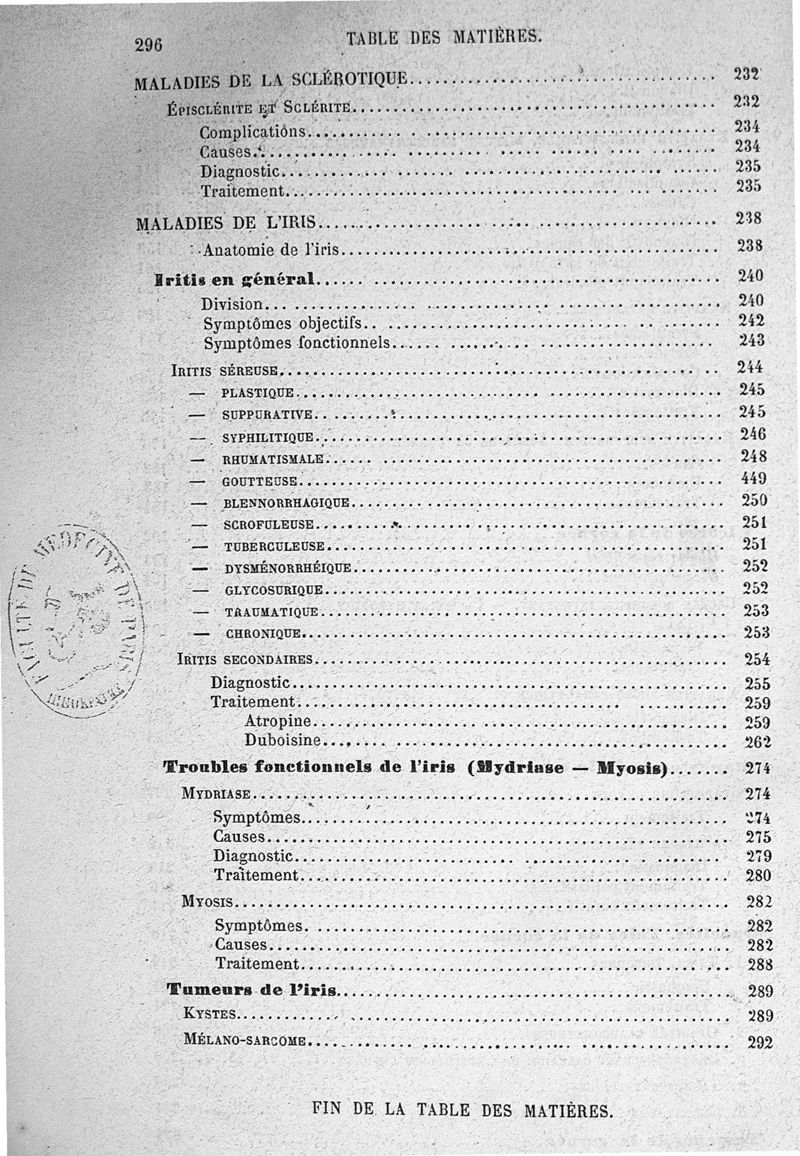 296 TABLE DES MATIÈRES.
MALADIES DE LA SCLÉROTIQUE 232
ÉPISCLÉRITE ET SCLÉRITE 232
Complications 234
Causes 234
Diagnostic 235
Traitement 235
MALADIES DE L'IRIS 238
Anatomie de l'iris 238
Iritis en général 240
Division 240
Symptômes objectifs 242
Symptômes fonctionnels 243
IRITIS SÉREUSE 244
— PLASTIQUE 245
— SUPPURATIVE 245
— SYPHILITIQUE 246
— RHUMATISMALE 248
— GOUTTEUSE 449
— BLENNORRHAGIQUE 250
— SCROFULEUSE 251
— TUBERCULEUSE 251
— DYSMÉNORRHÉIQUE 252
— GLYCOSURIQUE 252
— TRAUMATIQUE 253
— CHRONIQUE 253
IRITIS SECONDAIRES 254
Diagnostic 255
Traitement 259
Atropine 259
Duboisine 262
Troubles fonctionnels de l'iris (Mydriase — Myosis) 274
MYDRIASE 274
Symptômes 274
Causes 275
Diagnostic 279
Traitement 280
MYOSIS 282
Symptômes 282
Causes 282
Traitement 288
Tumeurs de l'iris 289
KYSTES 289
MÉLANO-SARCOME 292
FIN DE LA TABLE DES MATIÈRES.
FACULTÉ DE MEDECINE DE PARIS